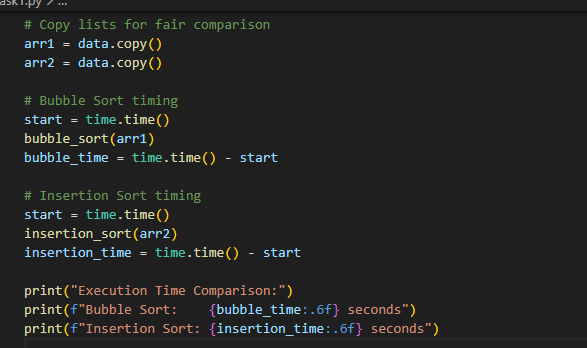 ask1.py > ...
# Copy lists for fair comparison
arr1 = data.copy()
arr2 = data.copy()
# Bubble Sort timing
start = time.time()
bubble_sort(arr1)
bubble_time = time.time() - start
# Insertion Sort timing
start = time.time()
insertion_sort(arr2)
insertion_time = time.time() - start
print("Execution Time Comparison:")
print(f"Bubble Sort:    {bubble_time:.6f} seconds")
print(f"Insertion Sort: {insertion_time:.6f} seconds")